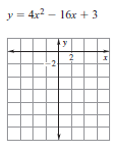 y = 4x² − 16x + 3
y
2
x
-2